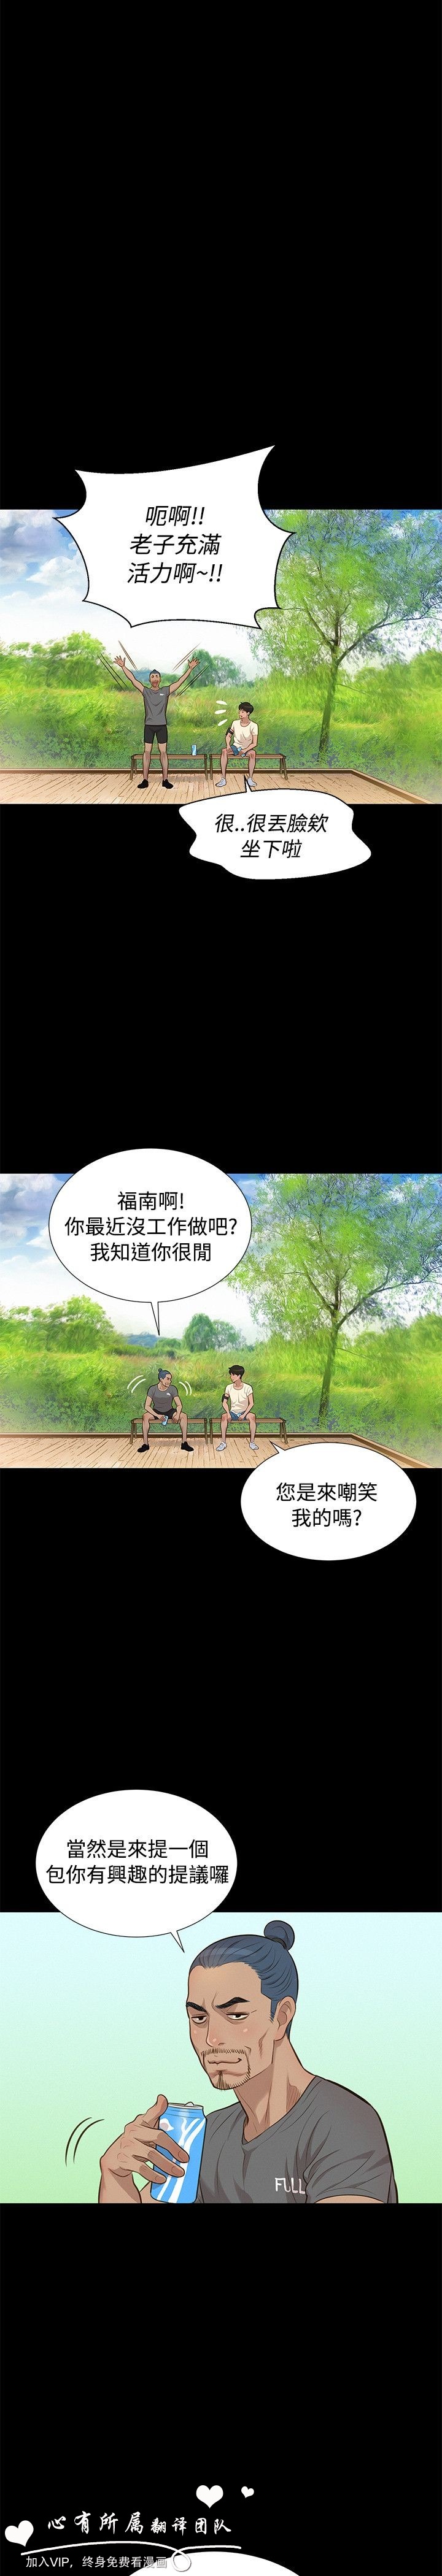 呃啊!!
老子充滿
活力啊~!!
很..很丟臉欸
坐下啦
福南啊!
你最近沒工作做吧?
我知道你很閒
您是來嘲笑
我的嗎?
當然是來提一個
包你有興趣的提議囉
FULL
心有所属翻译团队
加入VIP，终身免费看漫画